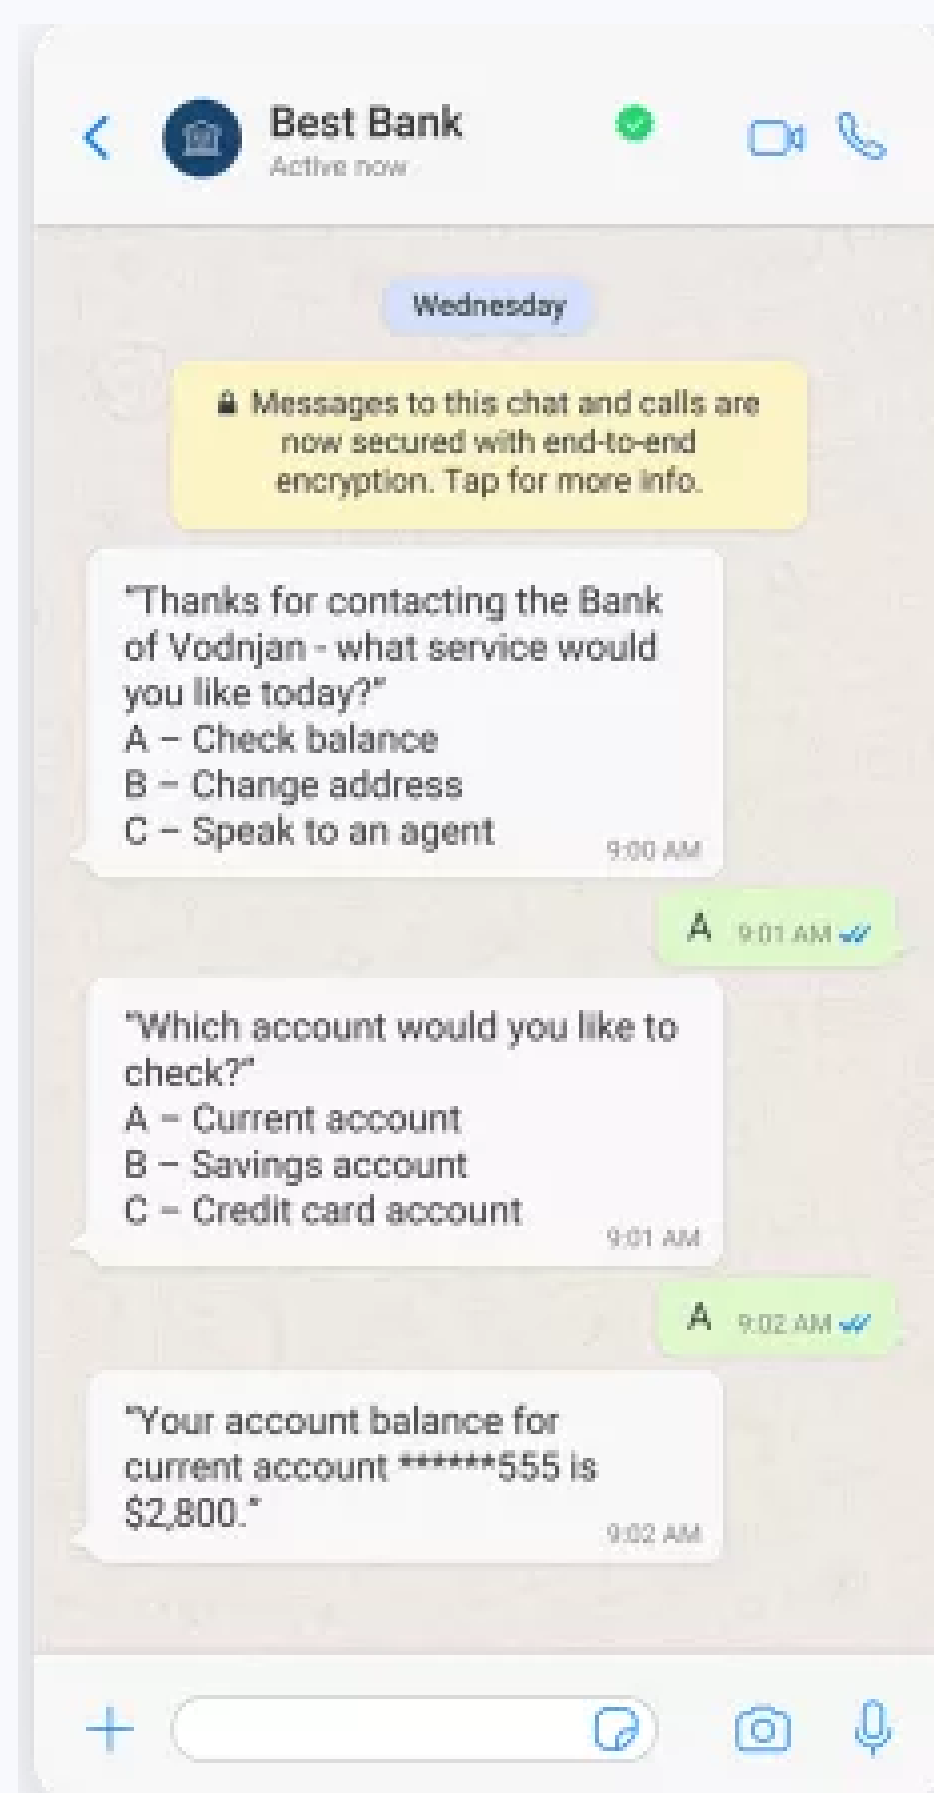 Best Bank
Active now
Wednesday
Messages to this chat and calls are
now secured with end-to-end
encryption. Tap for more info.
"Thanks for contacting the Bank
of Vodnjan - what service would
you like today?"
A – Check balance
B – Change address
C – Speak to an agent
9:00 AM
A 9:01 AM
"Which account would you like to
check?"
A – Current account
B – Savings account
C – Credit card account
9:01 AM
A 9:02 AM
"Your account balance for
current account ******555 is
$2,800."
9:02 AM